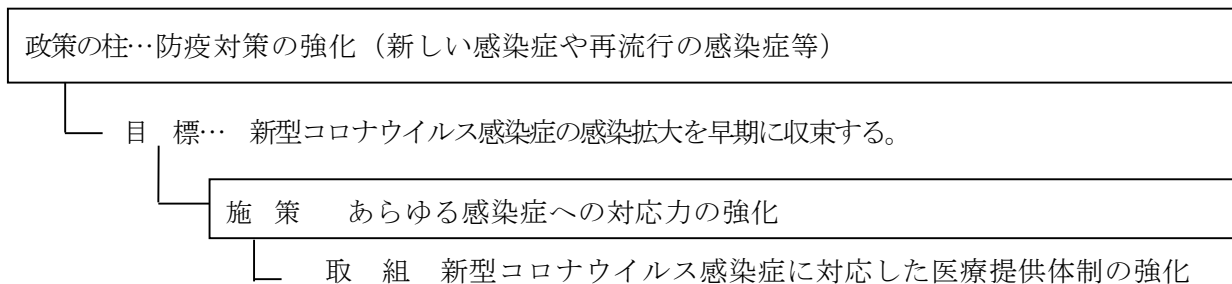 政策の柱…防疫対策の強化（新しい感染症や再流行の感染症等）
目　標…　新型コロナウイルス感染症の感染拡大を早期に収束する。
施　策　　あらゆる感染症への対応力の強化
取　組　新型コロナウイルス感染症に対応した医療提供体制の強化